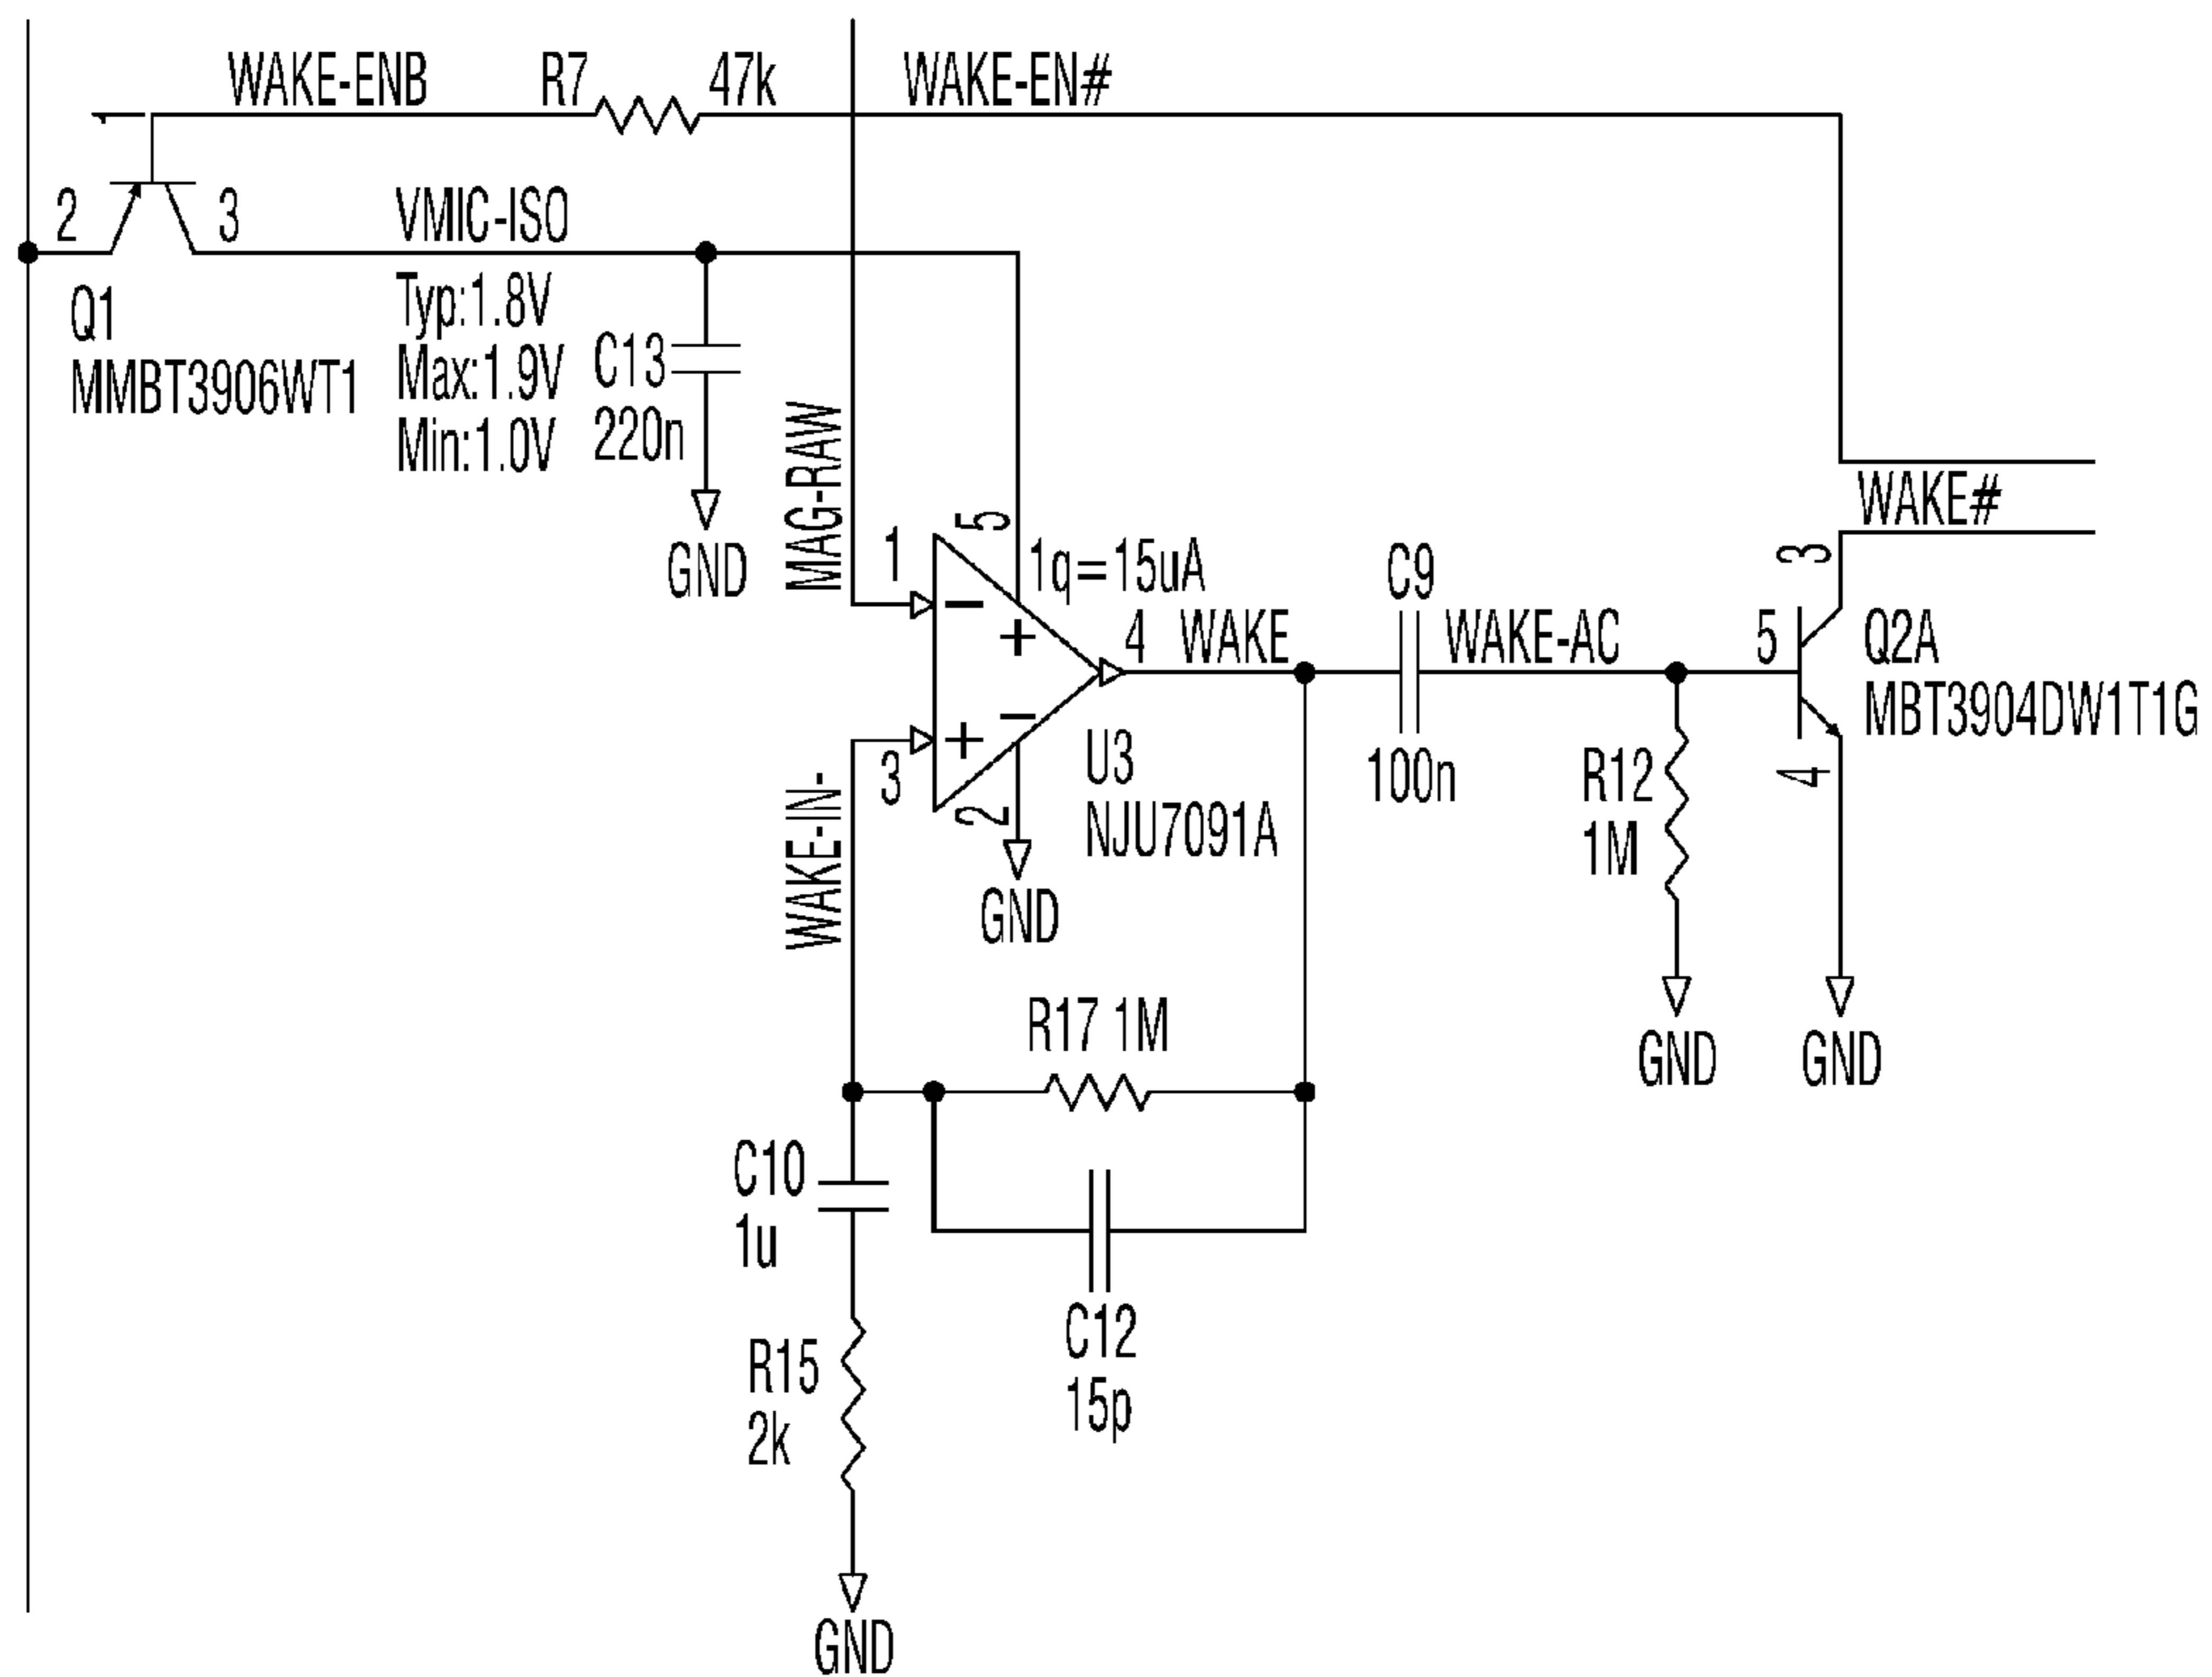 WAKE-ENB R7 47k WAKE-EN#
1
2 3 VMIC-ISO
Q1
MMBT3906WT1
Typ:1.8V
Max:1.9V
Min:1.0V
C13
220n
GND
MAG-RAW
WAKE#
1 5 1q=15uA
4 WAKE
C9
100n
WAKE-AC
5 3
Q2A
MBT3904DW1T1G
4
R12
1M
GND
GND
3 2
U3
NJU7091A
GND
WAKE-IN-
R17 1M
C10
1u
C12
15p
R15
2k
GND